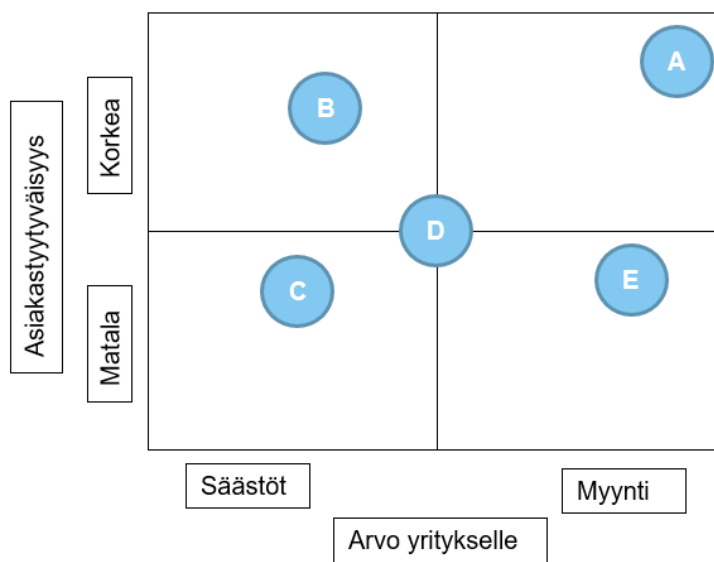 Asiakastyytyväisyys
Korkea
Matala
A
B
D
C
E
Säästöt
Myynti
Arvo yritykselle